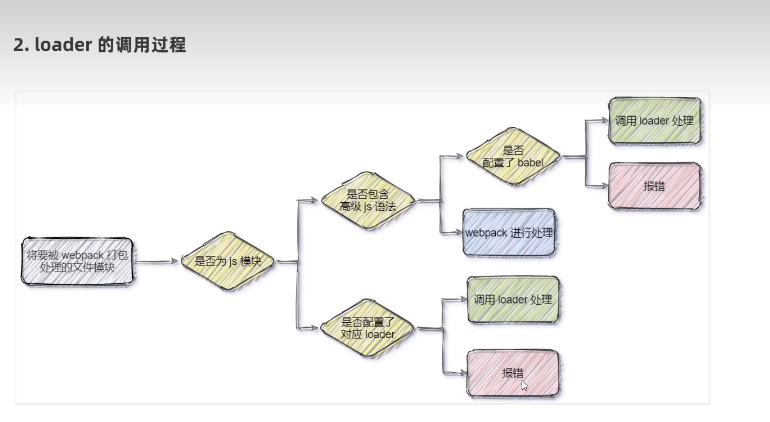 2. loader 的调用过程
将要被 webpack 打包
处理的文件模块
是否为 js 模块
是否包含
高级 js 语法
是否
配置了 babel
调用 loader 处理
报错
webpack 进行处理
是否配置了
对应 loader
调用 loader 处理
报错